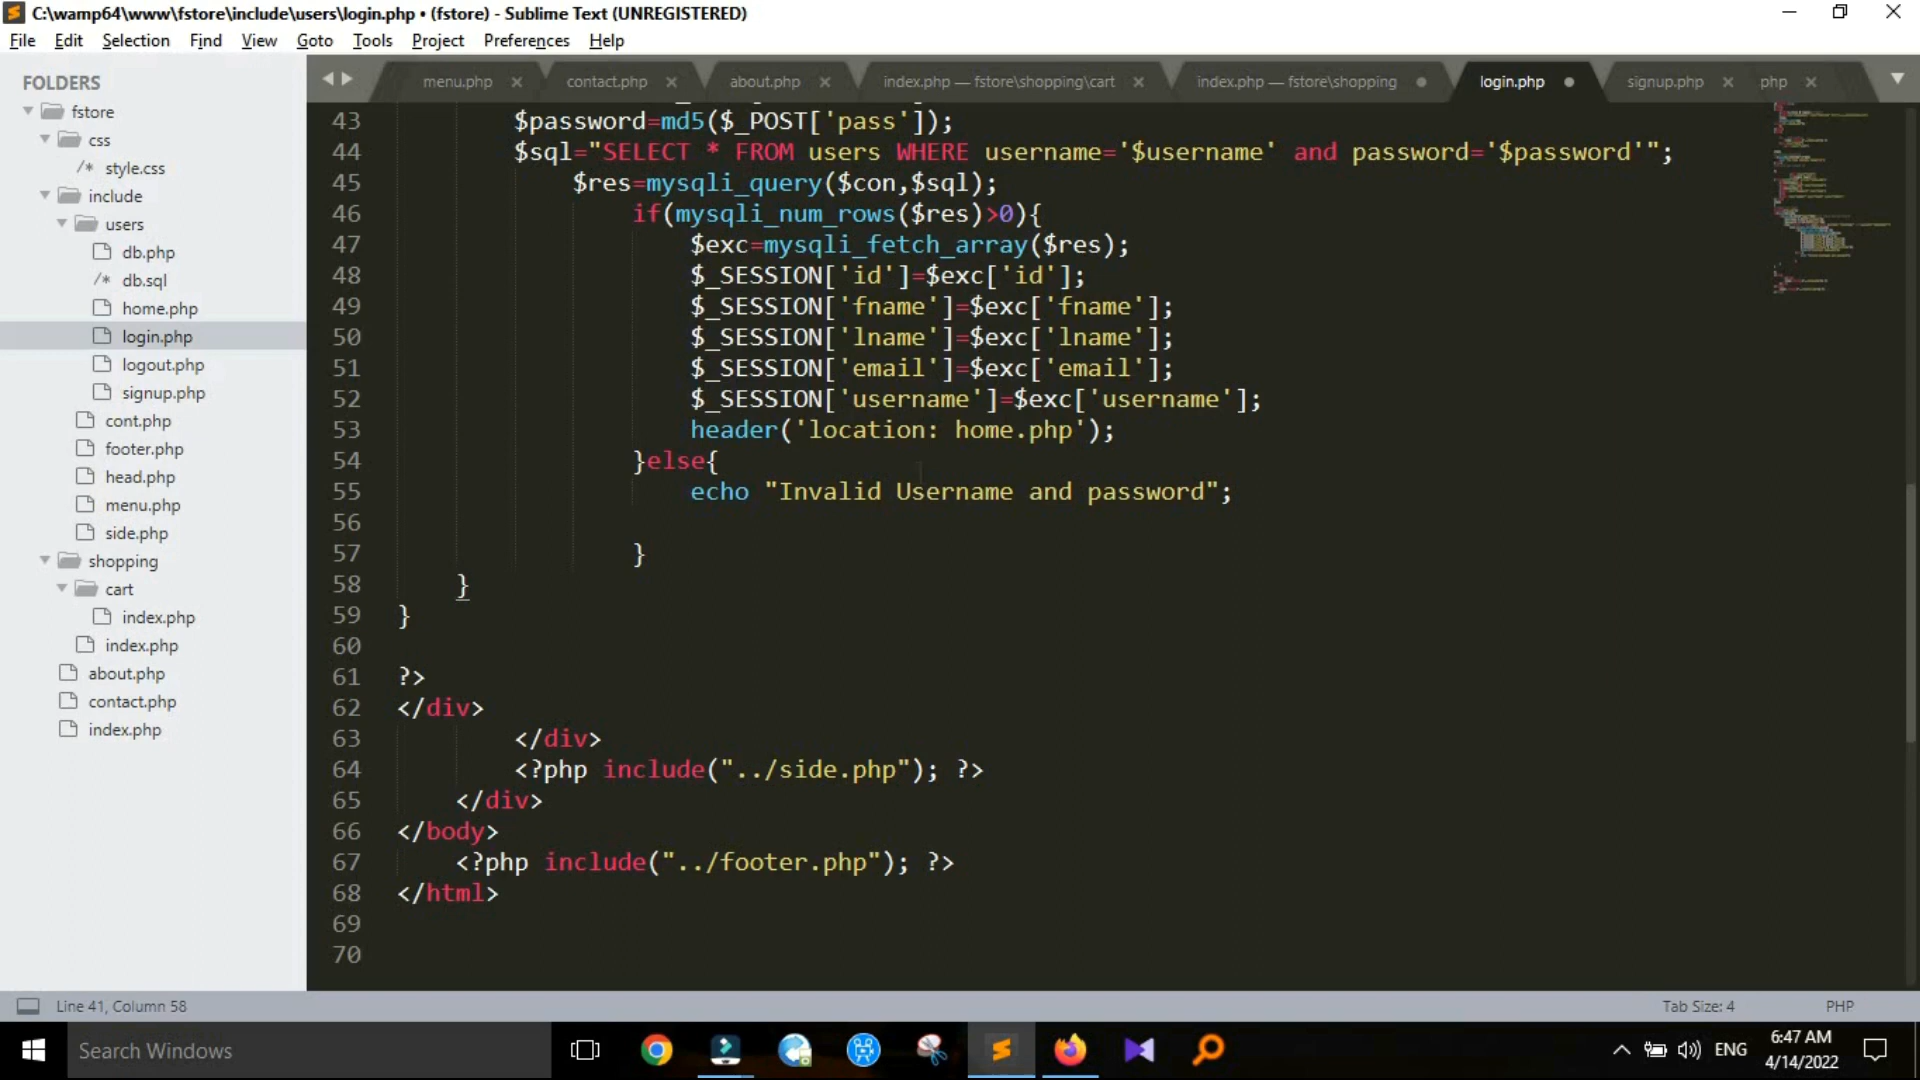 C:\wamp64\www\fstore\include\users\login.php • (fstore) - Sublime Text (UNREGISTERED)
File Edit Selection Find View Goto Tools Project Preferences Help
FOLDERS
fstore
css
/* style.css
include
users
db.php
/* db.sql
home.php
login.php
logout.php
signup.php
cont.php
footer.php
head.php
menu.php
side.php
shopping
cart
index.php
index.php
about.php
contact.php
index.php
menu.php contact.php about.php index.php — fstore\shopping\cart index.php — fstore\shopping login.php signup.php php
43 $password=md5($_POST['pass']);
44 $sql="SELECT * FROM users WHERE username='$username' and password='$password'";
45 $res=mysqli_query($con,$sql);
46 if(mysqli_num_rows($res)>0){
47 $exc=mysqli_fetch_array($res);
48 $_SESSION['id']=$exc['id'];
49 $_SESSION['fname']=$exc['fname'];
50 $_SESSION['lname']=$exc['lname'];
51 $_SESSION['email']=$exc['email'];
52 $_SESSION['username']=$exc['username'];
53 header('location: home.php');
54 }else{
55 echo "Invalid Username and password";
56
57 }
58 }
59 }
60
61 ?>
62 </div>
63 </div>
64 <?php include("../side.php"); ?>
65 </div>
66 </body>
67 <?php include("../footer.php"); ?>
68 </html>
69
70
Line 41, Column 58
Tab Size: 4
PHP
Search Windows
ENG
6:47 AM
4/14/2022